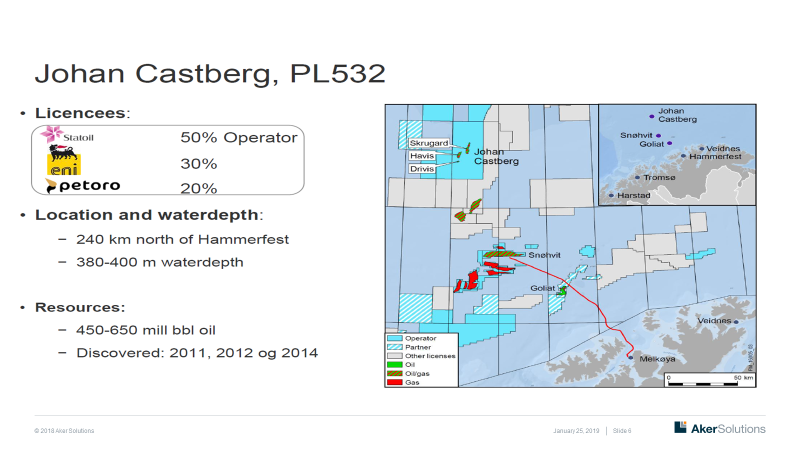 Johan Castberg, PL532
• Licencees:
Statoil 50% Operator
eni 30%
petoro 20%
• Location and waterdepth:
– 240 km north of Hammerfest
– 380-400 m waterdepth
• Resources:
– 450-650 mill bbl oil
– Discovered: 2011, 2012 og 2014
Skrugard
Havis
Drivis
Johan
Castberg
Snøhvit
Goliat
Veidnes
Melkøya
Johan
Castberg
Snøhvit
Goliat
Veidnes
Hammerfest
Tromsø
Harstad
Operator
Partner
Other licenses
Oil
Oil/gas
Gas
0 50 km
© 2018 Aker Solutions
January 25, 2019 | Slide 6
AkerSolutions